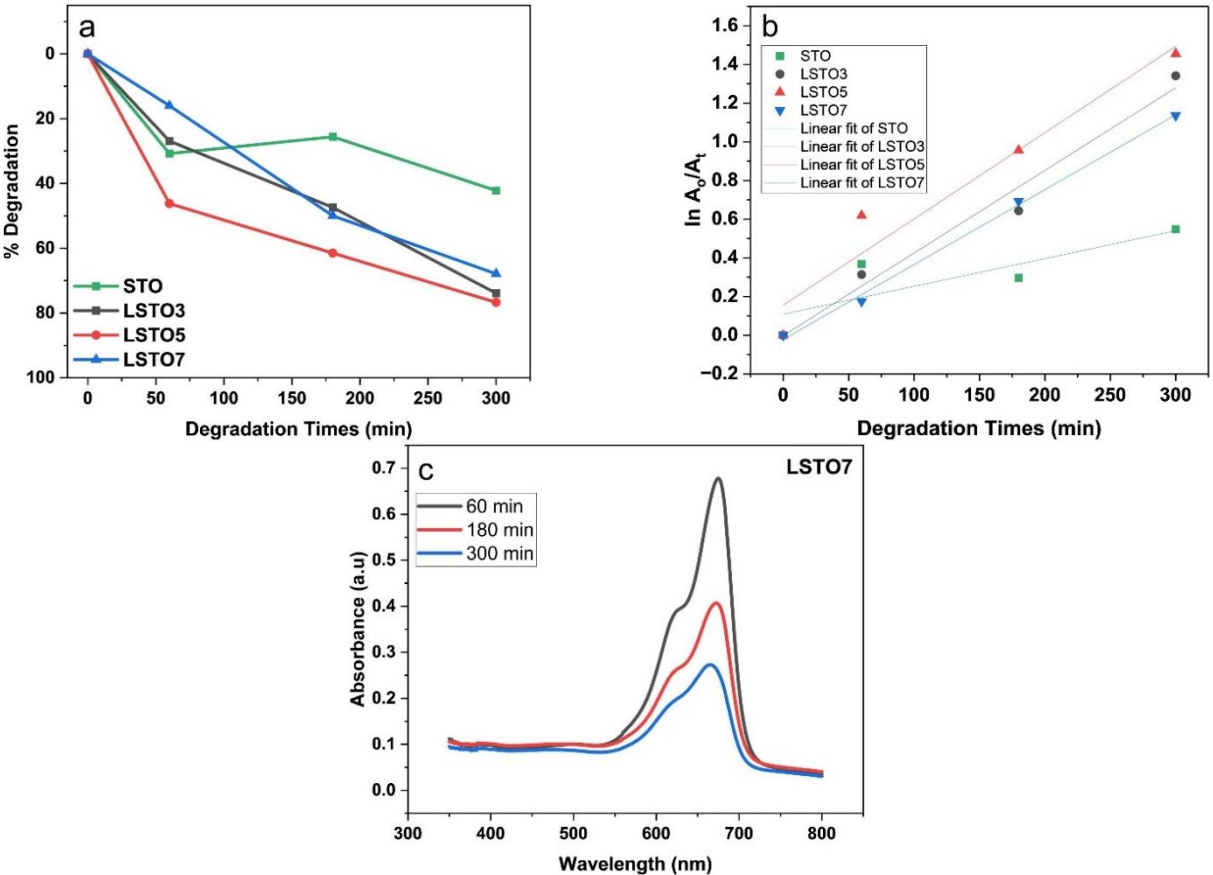 a
0
20
40
60
80
100
% Degradation
STO
LSTO3
LSTO5
LSTO7
0 50 100 150 200 250 300
Degradation Times (min)
b
1.6
1.4
1.2
1.0
0.8
0.6
0.4
0.2
0.0
−0.2
ln Ao/At
STO
LSTO3
LSTO5
LSTO7
Linear fit of STO
Linear fit of LSTO3
Linear fit of LSTO5
Linear fit of LSTO7
0 50 100 150 200 250 300
Degradation Times (min)
c
LSTO7
0.7
0.6
0.5
0.4
0.3
0.2
0.1
0.0
Absorbance (a.u)
60 min
180 min
300 min
300 400 500 600 700 800
Wavelength (nm)